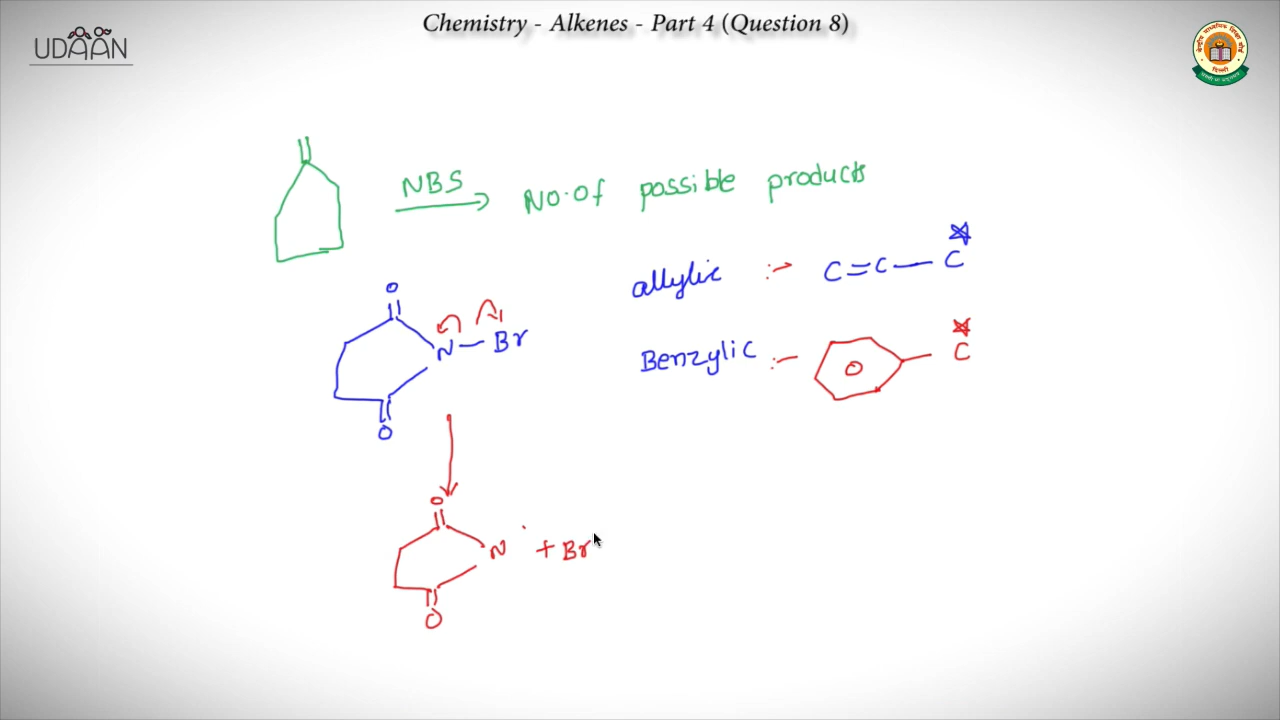 Chemistry - Alkenes - Part 4 (Question 8)
UDAAN
NBS
No. of possible products
allylic :- C=C-C
O
N-Br
O
Benzylic :- C
O
N + Br
O